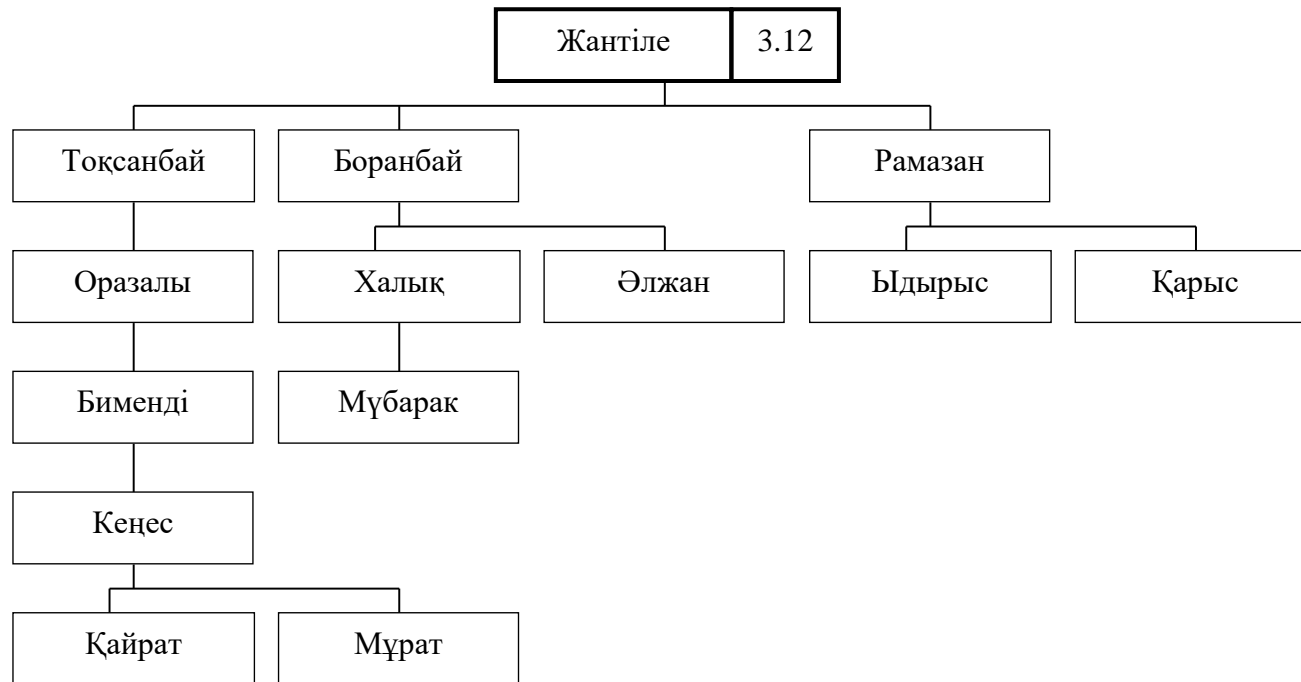 Жантіле 3.12
Тоқсанбай Боранбай Рамазан
Оразалы Халық Әлжан Ыдырыс Қарыс
Бименді Мүбарак
Кеңес
Қайрат Мұрат